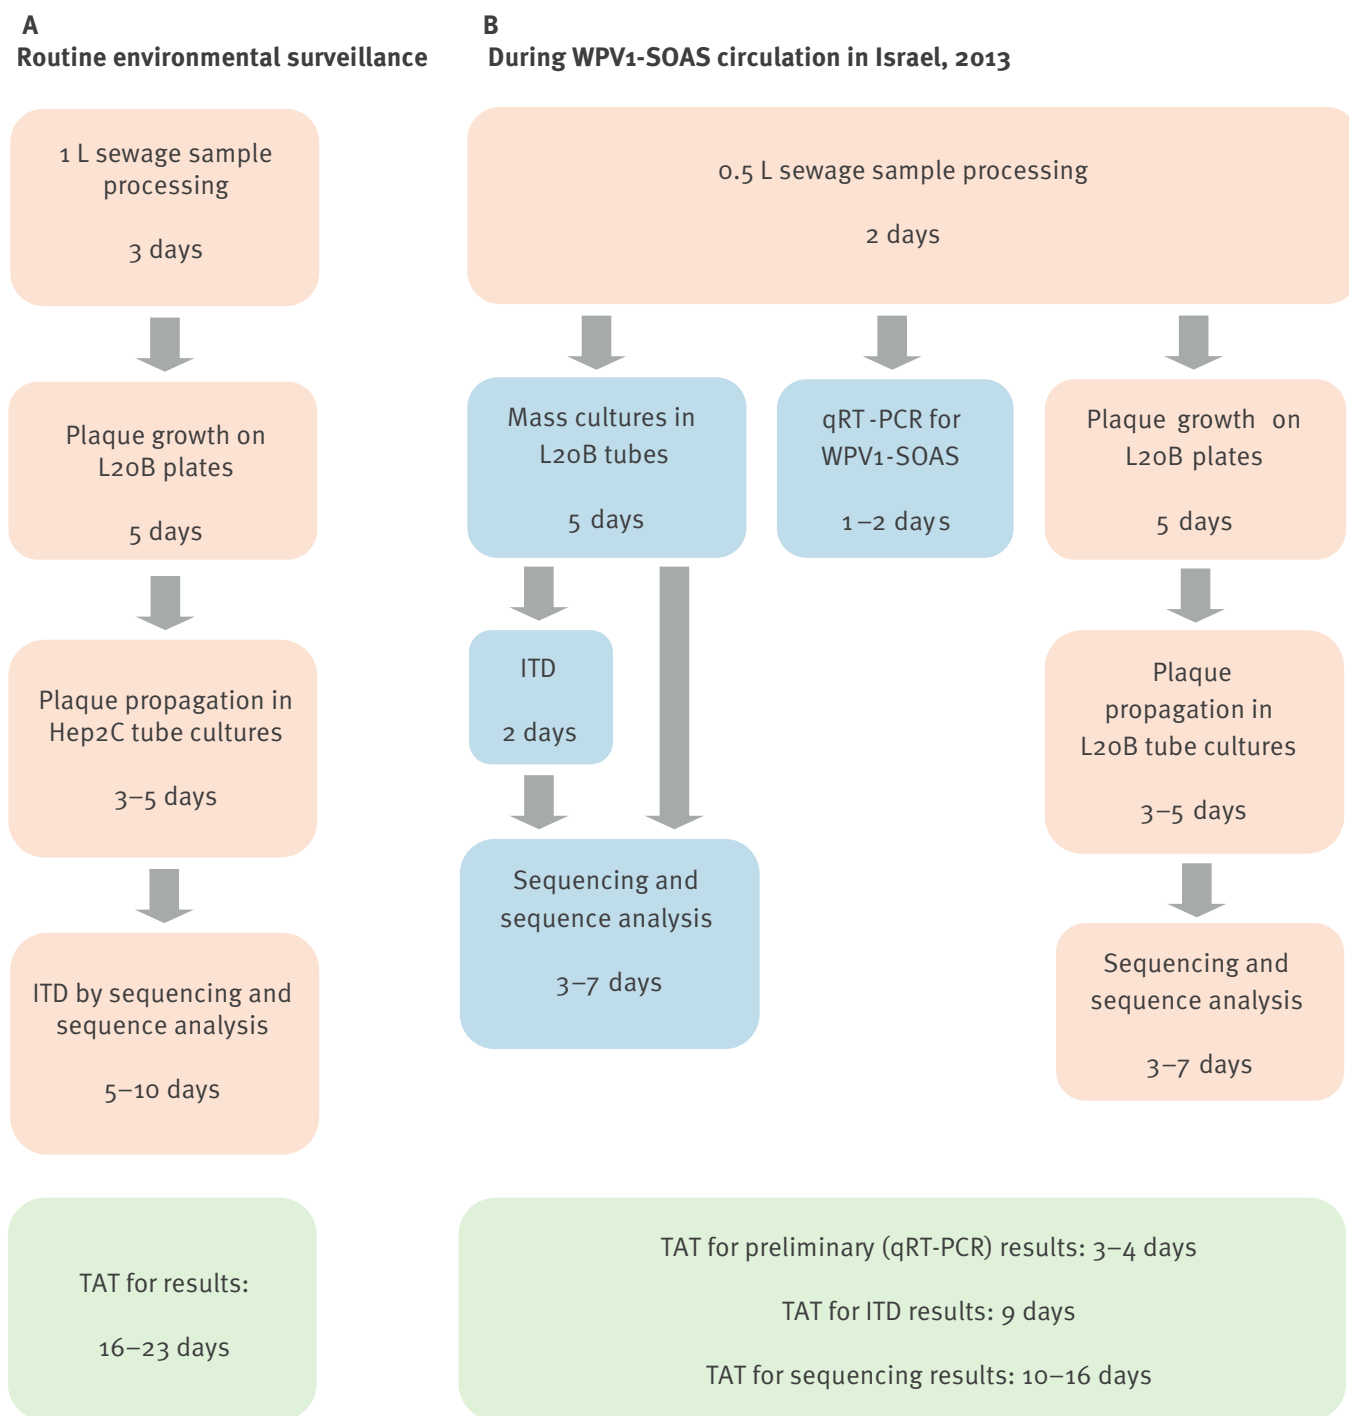 A
Routine environmental surveillance
1 L sewage sample
processing
3 days
Plaque growth on
L20B plates
5 days
Plaque propagation in
Hep2C tube cultures
3–5 days
ITD by sequencing and
sequence analysis
5–10 days
TAT for results:
16–23 days
B
During WPV1-SOAS circulation in Israel, 2013
0.5 L sewage sample processing
2 days
Mass cultures in
L20B tubes
5 days
ITD
2 days
Sequencing and
sequence analysis
3–7 days
qRT-PCR for
WPV1-SOAS
1–2 days
Plaque growth on
L20B plates
5 days
Plaque
propagation in
L20B tube cultures
3–5 days
Sequencing and
sequence analysis
3–7 days
TAT for preliminary (qRT-PCR) results: 3–4 days
TAT for ITD results: 9 days
TAT for sequencing results: 10–16 days